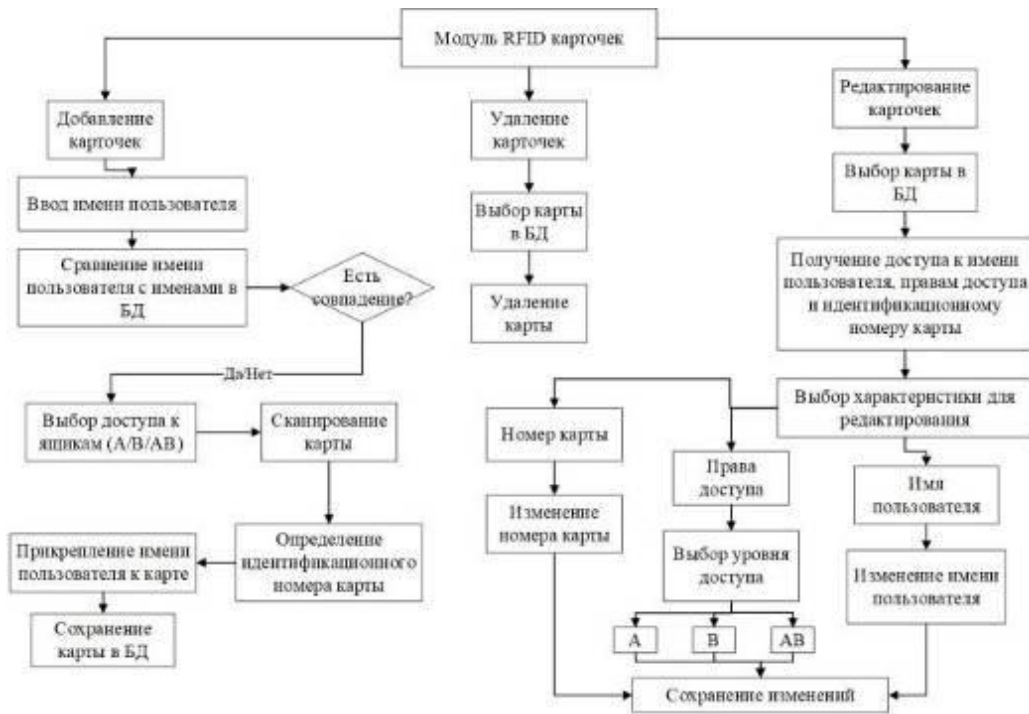 Модуль RFID карточек
Добавление
карточек
Ввод имени пользователя
Сравнение имени
пользователя с именами в
БД
Есть
совпадение?
Да/Нет
Выбор доступа к
ящикам (А/В/АВ)
Сканирование
карты
Определение
идентификационного
номера карты
Прикрепление имени
пользователя к карте
Сохранение
карты в БД
Удаление
карточек
Выбор карты
в БД
Удаление
карты
Редактирование
карточек
Выбор карты в
БД
Получение доступа к имени
пользователя, правам доступа
и идентификационному
номеру карты
Выбор характеристики для
редактирования
Номер карты
Изменение
номера карты
Права
доступа
Выбор уровня
доступа
А
В
АВ
Имя
пользователя
Изменение имени
пользователя
Сохранение изменений